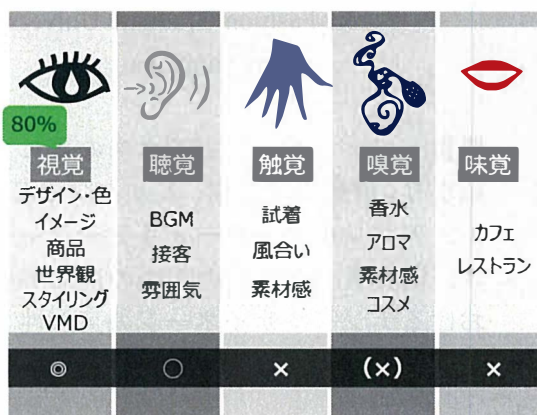 80%
視覚
デザイン・色
イメージ
商品
世界観
スタイリング
VMD
◎
聴覚
BGM
接客
雰囲気
○
触覚
試着
風合い
素材感
×
嗅覚
香水
アロマ
素材感
コスメ
(×)
味覚
カフェ
レストラン
×